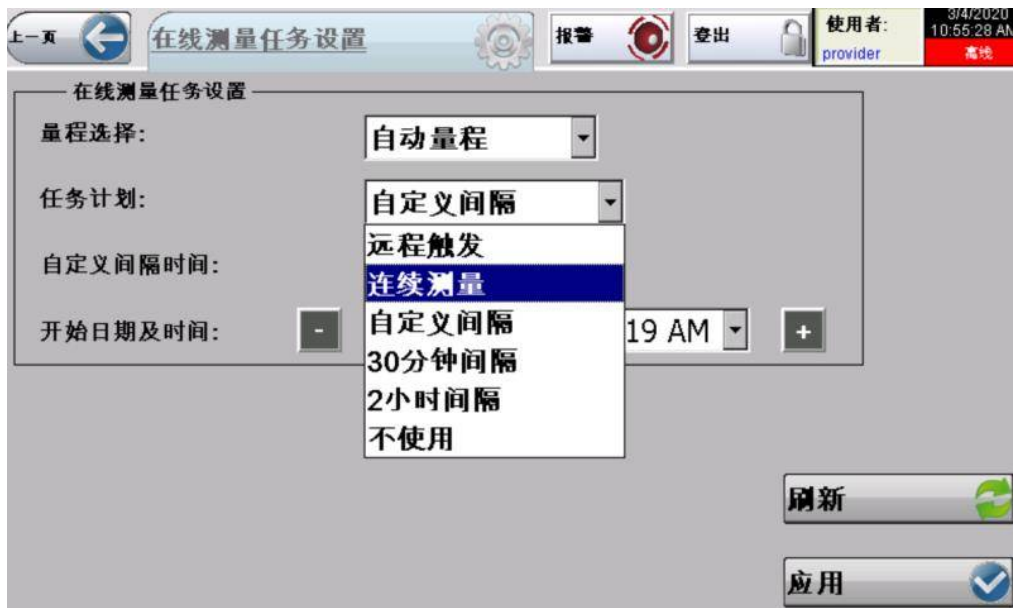 上一页
在线测量任务设置
报警
登出
使用者:
provider
3/4/2020
10:55:28 AM
离线
在线测量任务设置
量程选择:
自动量程
任务计划:
自定义间隔
远程触发
连续测量
自定义间隔
30分钟间隔
2小时间隔
不使用
自定义间隔时间:
开始日期及时间:
-
19 AM
+
刷新
应用